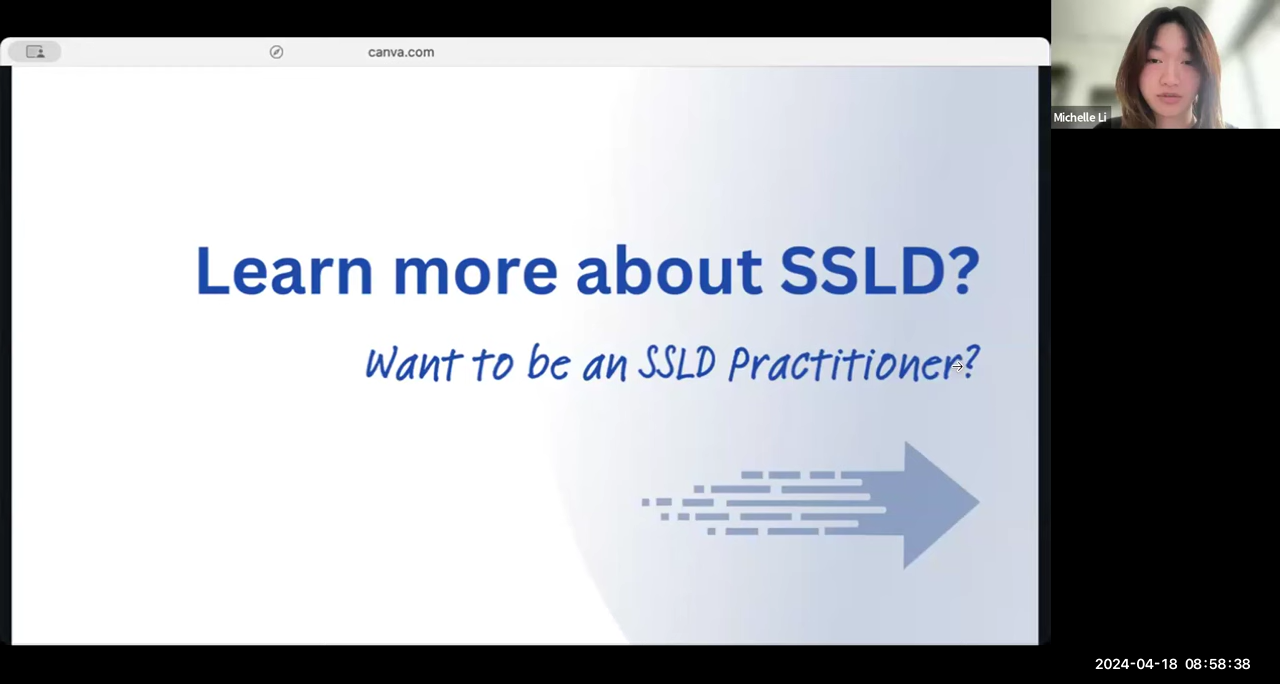 canva.com
Michelle Li
Learn more about SSLD?
Want to be an SSLD Practitioner?
2024-04-18 08:58:38